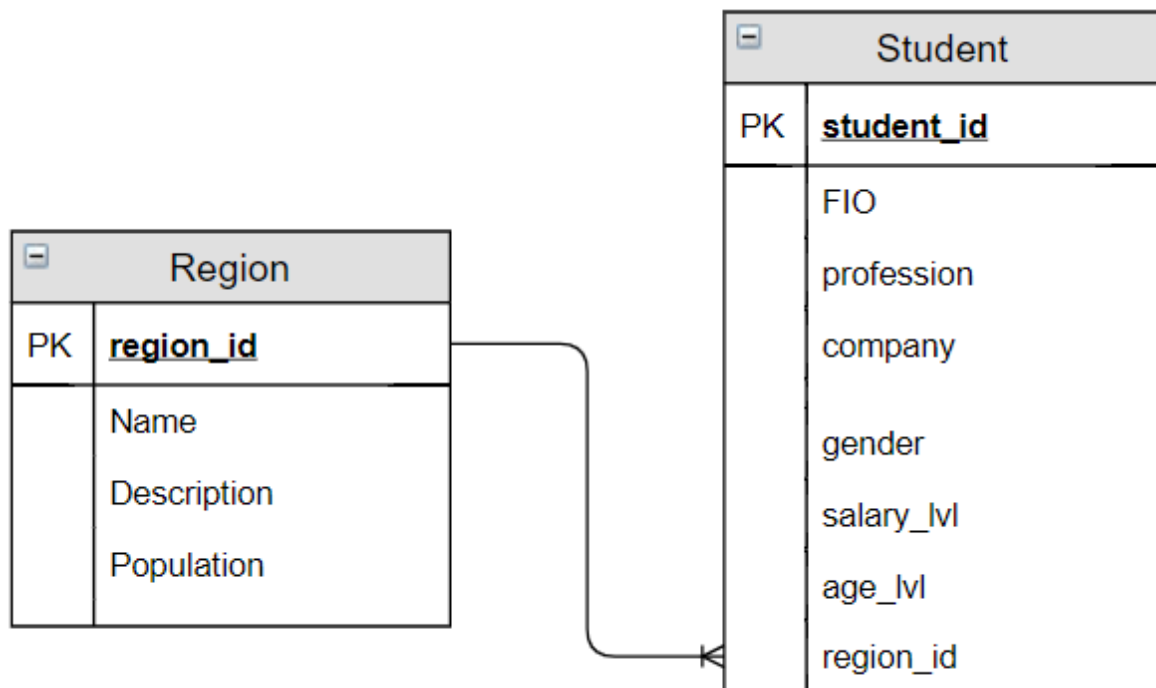 Region
PK region_id
Name
Description
Population
Student
PK student_id
FIO
profession
company
gender
salary_lvl
age_lvl
region_id